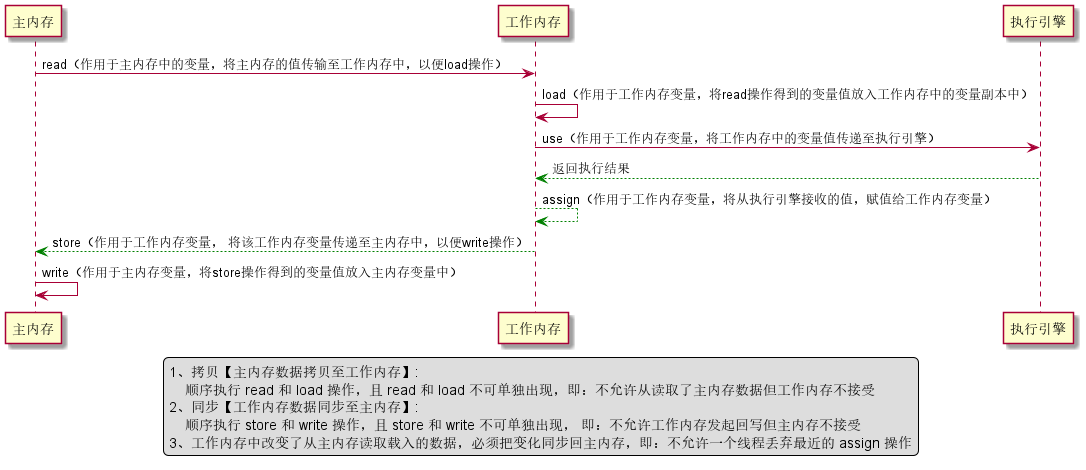 主内存 工作内存 执行引擎
read（作用于主内存中的变量，将主内存的值传输至工作内存中，以便load操作）
load（作用于工作内存变量，将read操作得到的变量值放入工作内存中的变量副本中）
use（作用于工作内存变量，将工作内存中的变量值传递至执行引擎）
返回执行结果
assign（作用于工作内存变量，将从执行引擎接收的值，赋值给工作内存变量）
store（作用于工作内存变量， 将该工作内存变量传递至主内存中，以便write操作）
write（作用于主内存变量，将store操作得到的变量值放入主内存变量中）
主内存 工作内存 执行引擎
1、拷贝【主内存数据拷贝至工作内存】：
顺序执行 read 和 load 操作，且 read 和 load 不可单独出现，即：不允许从读取了主内存数据但工作内存不接受
2、同步【工作内存数据同步至主内存】：
顺序执行 store 和 write 操作，且 store 和 write 不可单独出现， 即：不允许工作内存发起回写但主内存不接受
3、工作内存中改变了从主内存读取载入的数据，必须把变化同步回主内存，即：不允许一个线程丢弃最近的 assign 操作